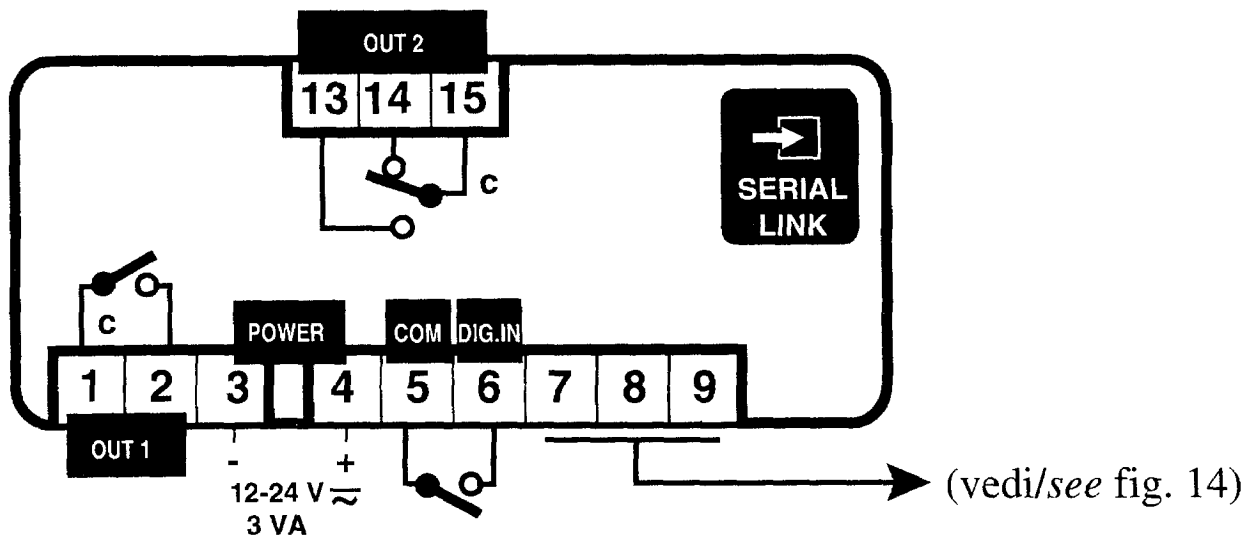 OUT 2
13 14 15
c
SERIAL
LINK
c
POWER COM DIG.IN
1 2 3 4 5 6 7 8 9
OUT 1
- +
12-24 V ≂
3 VA
(vedi/see fig. 14)